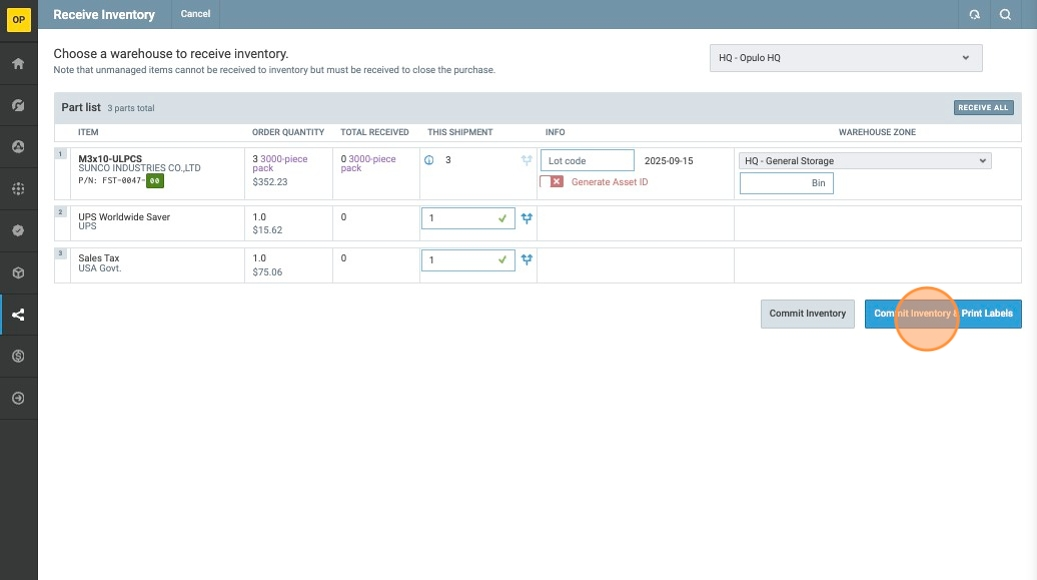 OP
Receive Inventory
Cancel
Choose a warehouse to receive inventory.
Note that unmanaged items cannot be received to inventory but must be received to close the purchase.
HQ - Opulo HQ
Part list 3 parts total
RECEIVE ALL
ITEM ORDER QUANTITY TOTAL RECEIVED THIS SHIPMENT INFO WAREHOUSE ZONE
1
M3x10-ULPCS
SUNCO INDUSTRIES CO.,LTD
P/N: FST-0047-00
3 3000-piece
pack
$352.23
0 3000-piece
pack
3
Lot code
2025-09-15
Generate Asset ID
HQ - General Storage
Bin
2
UPS Worldwide Saver
UPS
1.0
$15.62
0
1
3
Sales Tax
USA Govt.
1.0
$75.06
0
1
Commit Inventory
Commit Inventory & Print Labels